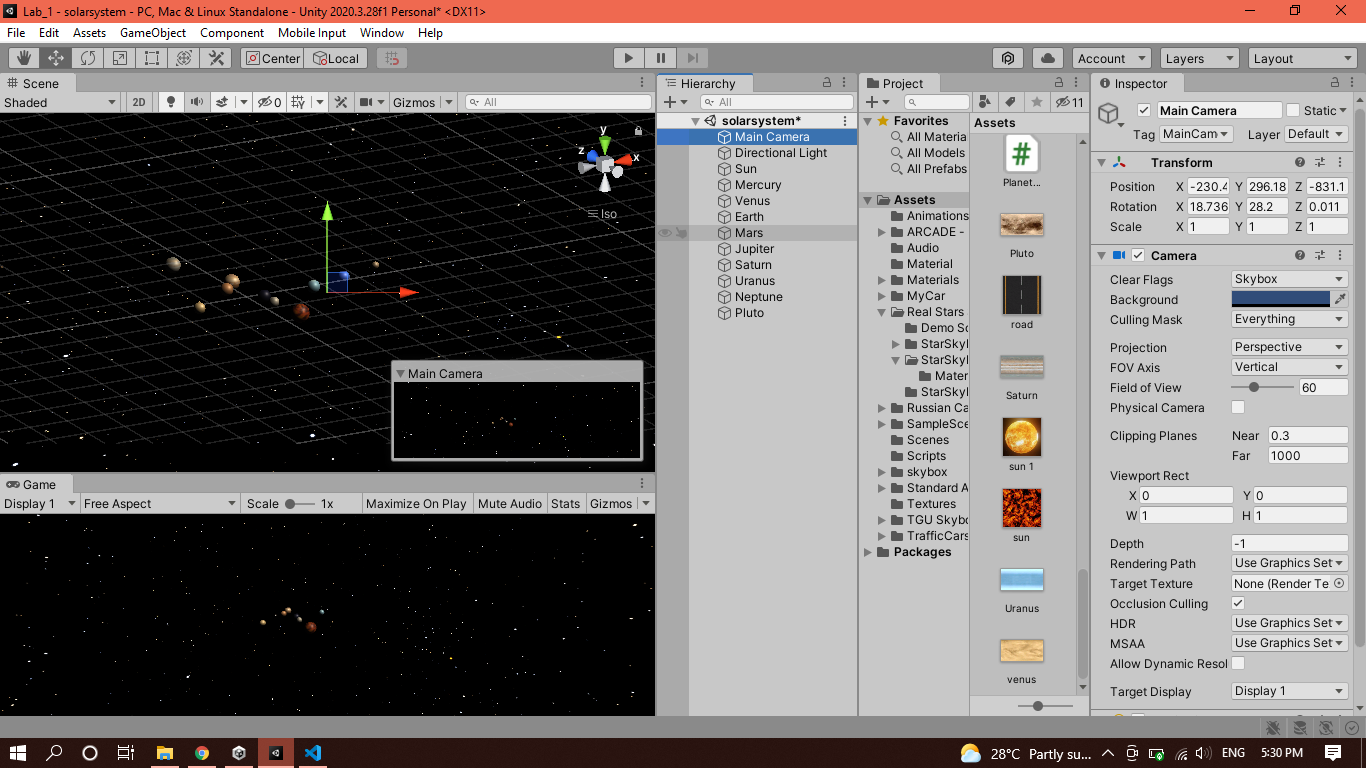 Lab_1 - solarsystem - PC, Mac & Linux Standalone - Unity 2020.3.28f1 Personal* <DX11>
File Edit Assets GameObject Component Mobile Input Window Help
Center Local Account Layers Layout
Scene
Shaded 2D 0 Gizmos All
y
z x
Iso
Main Camera
Game
Display 1 Free Aspect Scale 1x Maximize On Play Mute Audio Stats Gizmos
Hierarchy
All
solarsystem*
Main Camera
Directional Light
Sun
Mercury
Venus
Earth
Mars
Jupiter
Saturn
Uranus
Neptune
Pluto
Project
11
Favorites
All Materia
All Models
All Prefabs
Assets
Animations
ARCADE -
Audio
Material
Materials
MyCar
Real Stars
Demo Sc
StarSkyl
StarSkyl
Mater
StarSkyl
Russian Ca
SampleSce
Scenes
Scripts
skybox
Standard A
Textures
TGU Skybo
TrafficCars
Packages
Assets
#
Planet...
Pluto
road
Saturn
sun 1
sun
Uranus
venus
Inspector
Main Camera Static
Tag MainCam Layer Default
Transform
Position X -230.4 Y 296.18 Z -831.1
Rotation X 18.736 Y 28.2 Z 0.011
Scale X 1 Y 1 Z 1
Camera
Clear Flags Skybox
Background
Culling Mask Everything
Projection Perspective
FOV Axis Vertical
Field of View 60
Physical Camera
Clipping Planes Near 0.3
Far 1000
Viewport Rect
X 0 Y 0
W 1 H 1
Depth -1
Rendering Path Use Graphics Set
Target Texture None (Render Te
Occlusion Culling
HDR Use Graphics Set
MSAA Use Graphics Set
Allow Dynamic Resol
Target Display Display 1
28°C Partly su... ENG 5:30 PM